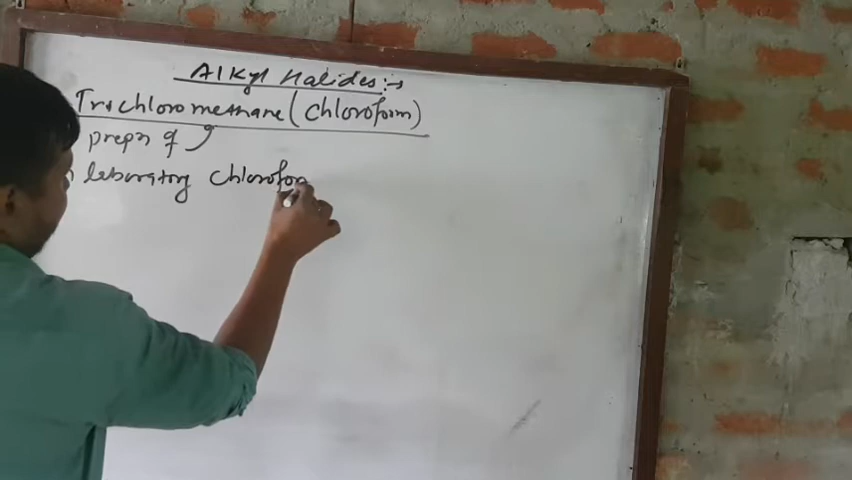 Alkyl Halides :→
Trichloromethane (Chloroform)
prepn of
laboratory Chlorofor